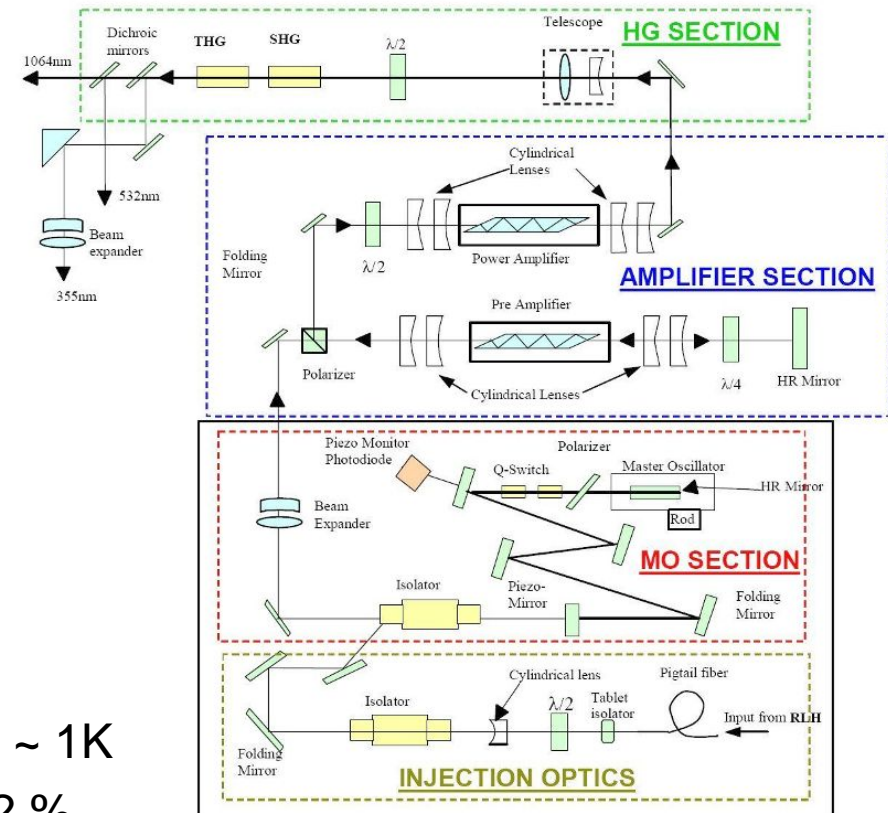 HG SECTION
Telescope
Dichroic
mirrors
THG
SHG
λ/2
1064nm
532nm
Beam
expander
355nm
Cylindrical
Lenses
Folding
Mirror
λ/2
Power Amplifier
AMPLIFIER SECTION
Pre Amplifier
Polarizer
Cylindrical Lenses
λ/4
HR Mirror
Piezo Monitor
Photodiode
Polarizer
Q-Switch
Master Oscillator
HR Mirror
Rod
Beam
Expander
MO SECTION
Isolator
Piezo-
Mirror
Folding
Mirror
Cylindrical lens
Pigtail fiber
Isolator
λ/2
Tablet
isolator
Input from RLH
Folding
Mirror
INJECTION OPTICS
~ 1K
2 %